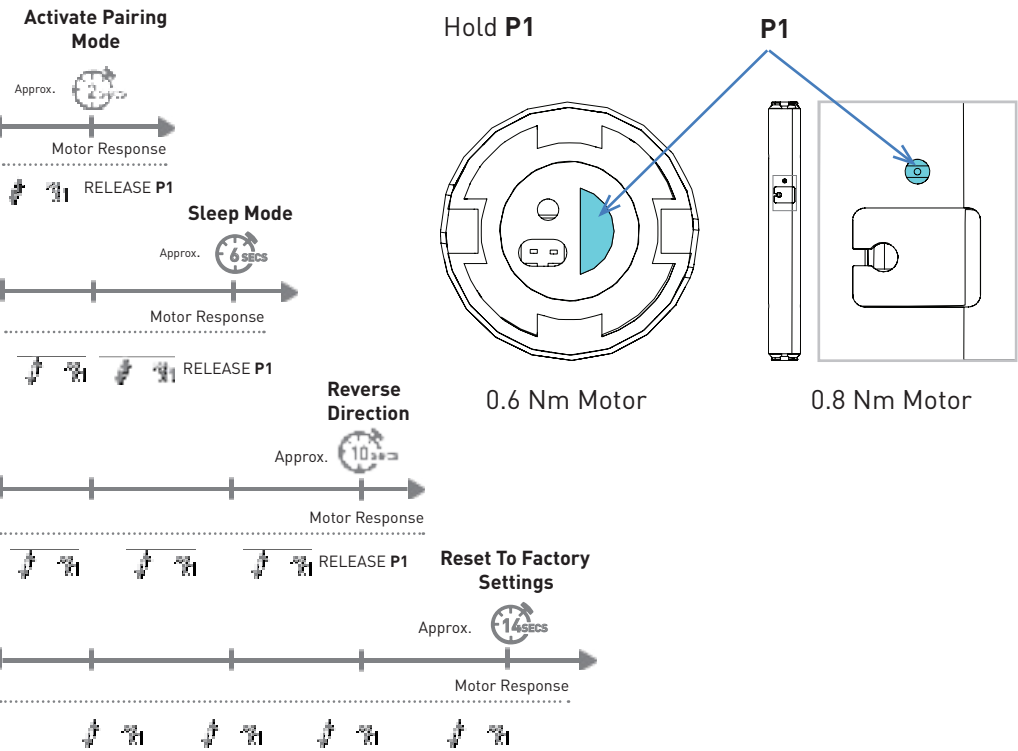 Activate Pairing
Mode
Approx.
Motor Response
RELEASE P1
Sleep Mode
Approx. 6 SECS
Motor Response
RELEASE P1
Reverse
Direction
Approx. 10
Motor Response
RELEASE P1
Reset To Factory
Settings
Approx. 14SECS
Motor Response
Hold P1
P1
0.6 Nm Motor
0.8 Nm Motor